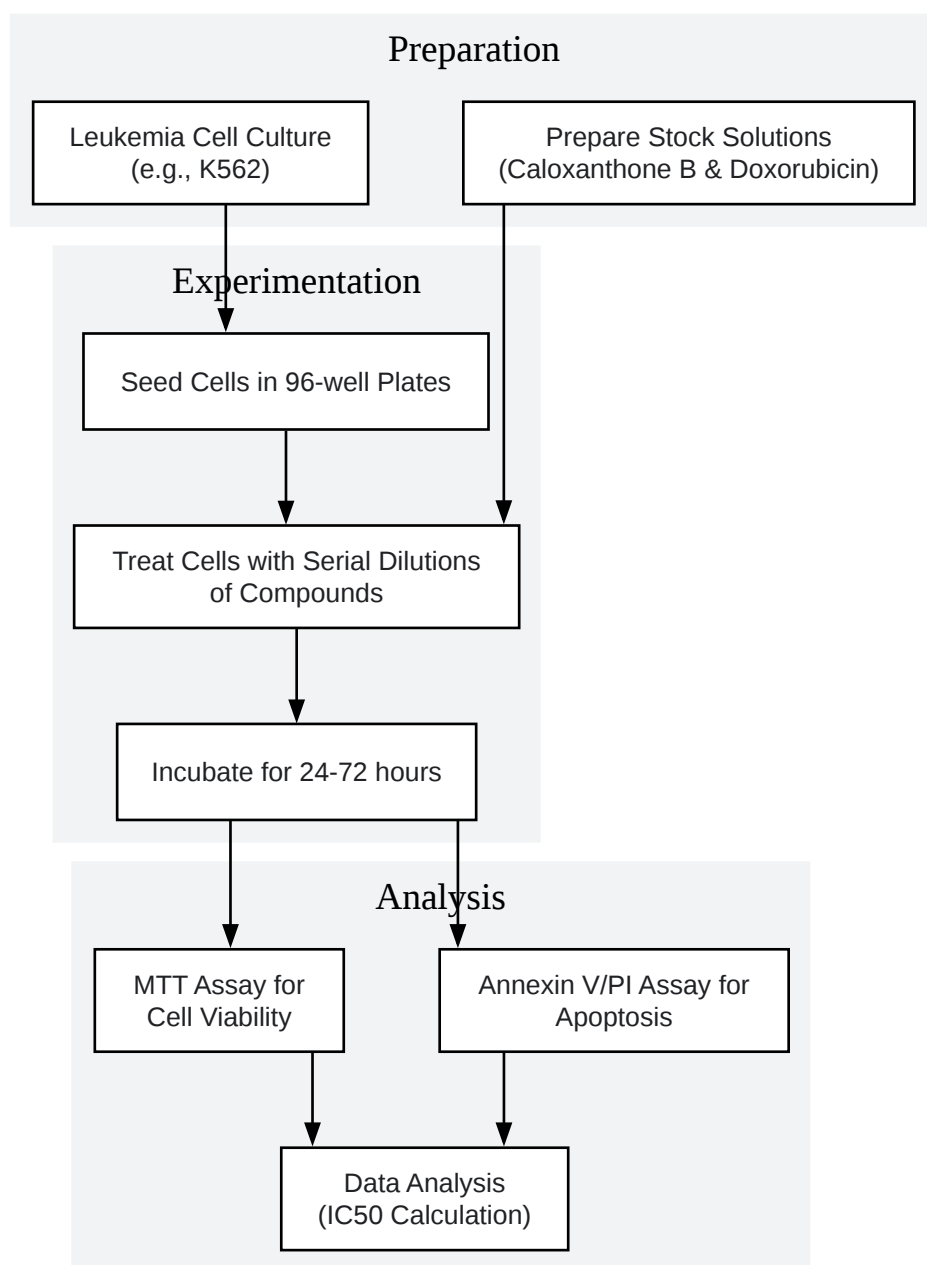 Preparation
Leukemia Cell Culture
(e.g., K562)
Prepare Stock Solutions
(Caloxanthone B & Doxorubicin)
Experimentation
Seed Cells in 96-well Plates
Treat Cells with Serial Dilutions
of Compounds
Incubate for 24-72 hours
Analysis
MTT Assay for
Cell Viability
Annexin V/PI Assay for
Apoptosis
Data Analysis
(IC50 Calculation)